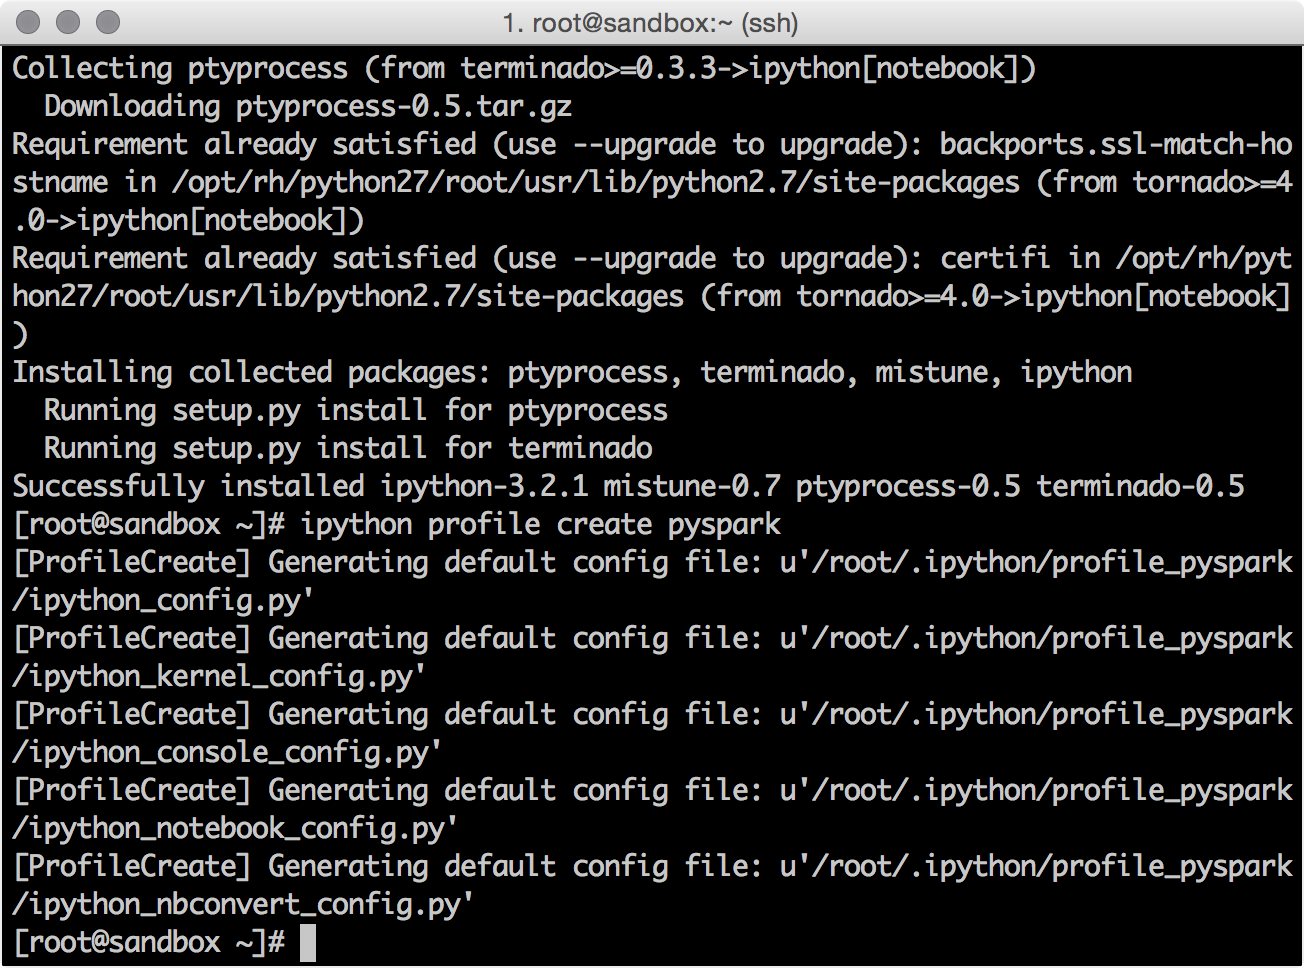 1. root@sandbox:~ (ssh)
Collecting ptyprocess (from terminado>=0.3.3->ipython[notebook])
  Downloading ptyprocess-0.5.tar.gz
Requirement already satisfied (use --upgrade to upgrade): backports.ssl-match-ho
stname in /opt/rh/python27/root/usr/lib/python2.7/site-packages (from tornado>=4
.0->ipython[notebook])
Requirement already satisfied (use --upgrade to upgrade): certifi in /opt/rh/pyt
hon27/root/usr/lib/python2.7/site-packages (from tornado>=4.0->ipython[notebook]
)
Installing collected packages: ptyprocess, terminado, mistune, ipython
  Running setup.py install for ptyprocess
  Running setup.py install for terminado
Successfully installed ipython-3.2.1 mistune-0.7 ptyprocess-0.5 terminado-0.5
[root@sandbox ~]# ipython profile create pyspark
[ProfileCreate] Generating default config file: u'/root/.ipython/profile_pyspark
/ipython_config.py'
[ProfileCreate] Generating default config file: u'/root/.ipython/profile_pyspark
/ipython_kernel_config.py'
[ProfileCreate] Generating default config file: u'/root/.ipython/profile_pyspark
/ipython_console_config.py'
[ProfileCreate] Generating default config file: u'/root/.ipython/profile_pyspark
/ipython_notebook_config.py'
[ProfileCreate] Generating default config file: u'/root/.ipython/profile_pyspark
/ipython_nbconvert_config.py'
[root@sandbox ~]#